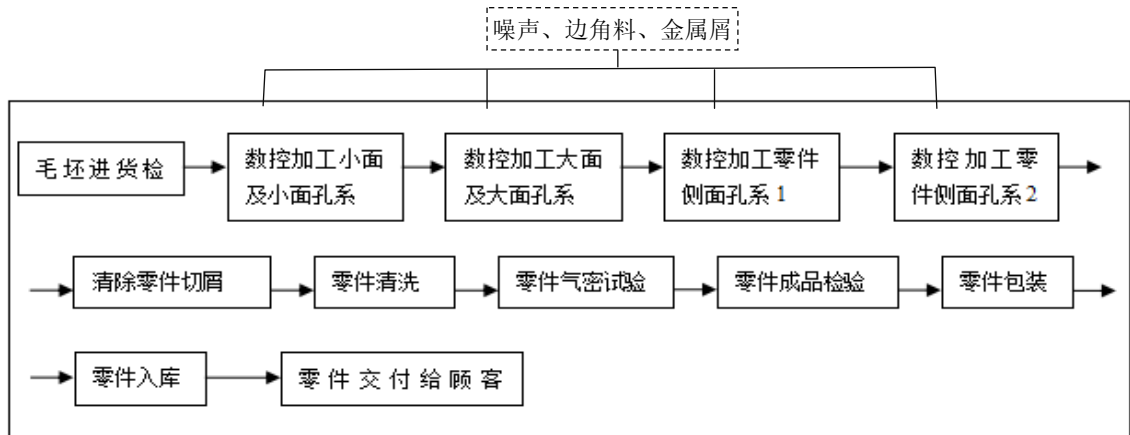 噪声、边角料、金属屑
毛坯进货检
数控加工小面
及小面孔系
数控加工大面
及大面孔系
数控加工零件
侧面孔系1
数控加工零
件侧面孔系2
清除零件切屑
零件清洗
零件气密试验
零件成品检验
零件包装
零件入库
零件交付给顾客